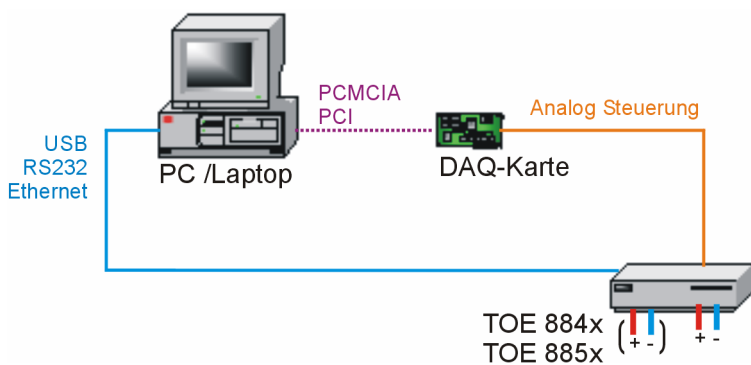 PCMCIA
PCI
Analog Steuerung
USB
RS232
Ethernet
PC /Laptop
DAQ-Karte
TOE 884x
TOE 885x
(+ -) + -